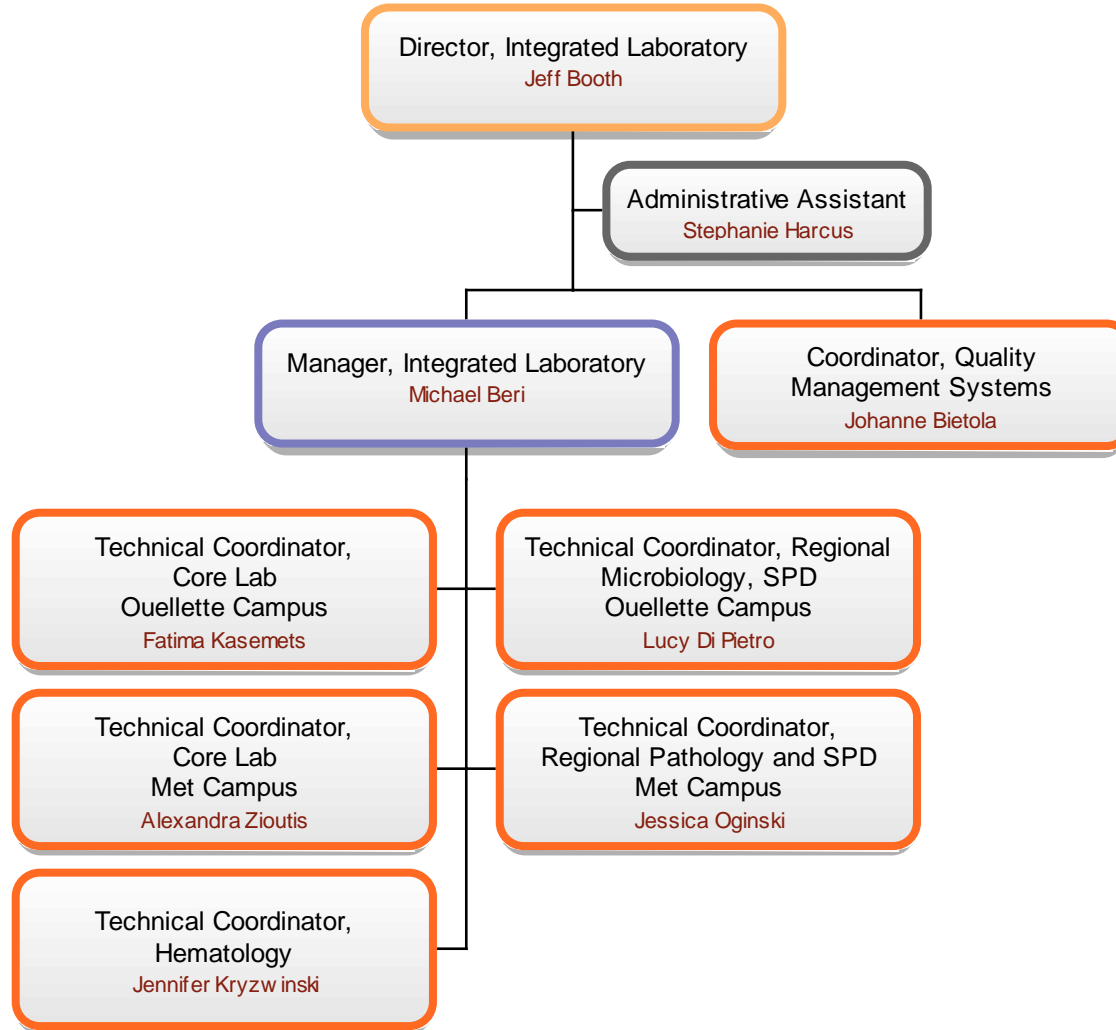 Director, Integrated Laboratory
Jeff Booth
Administrative Assistant
Stephanie Harcus
Manager, Integrated Laboratory
Michael Beri
Coordinator, Quality
Management Systems
Johanne Bietola
Technical Coordinator,
Core Lab
Ouellette Campus
Fatima Kasemets
Technical Coordinator, Regional
Microbiology, SPD
Ouellette Campus
Lucy Di Pietro
Technical Coordinator,
Core Lab
Met Campus
Alexandra Zioutis
Technical Coordinator,
Regional Pathology and SPD
Met Campus
Jessica Oginski
Technical Coordinator,
Hematology
Jennifer Kryzwinski